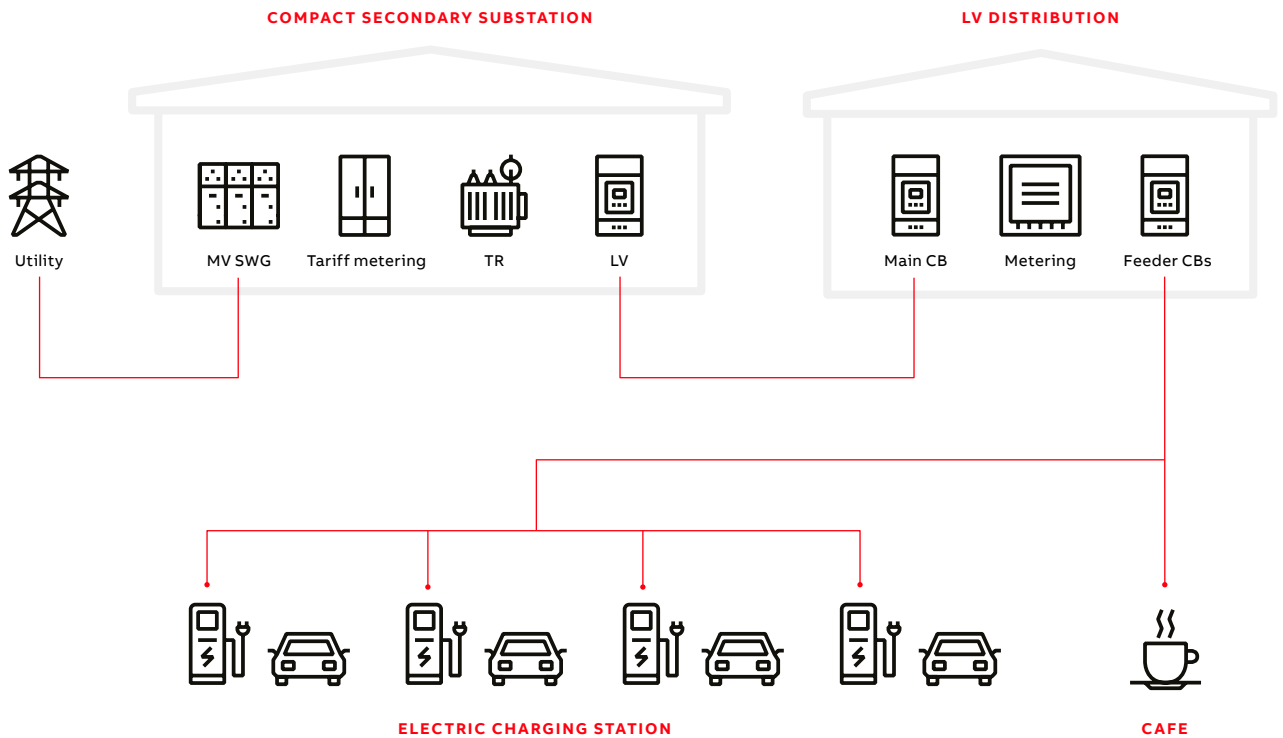 COMPACT SECONDARY SUBSTATION
LV DISTRIBUTION
Utility
MV SWG
Tariff metering
TR
LV
Main CB
Metering
Feeder CBs
ELECTRIC CHARGING STATION
CAFE